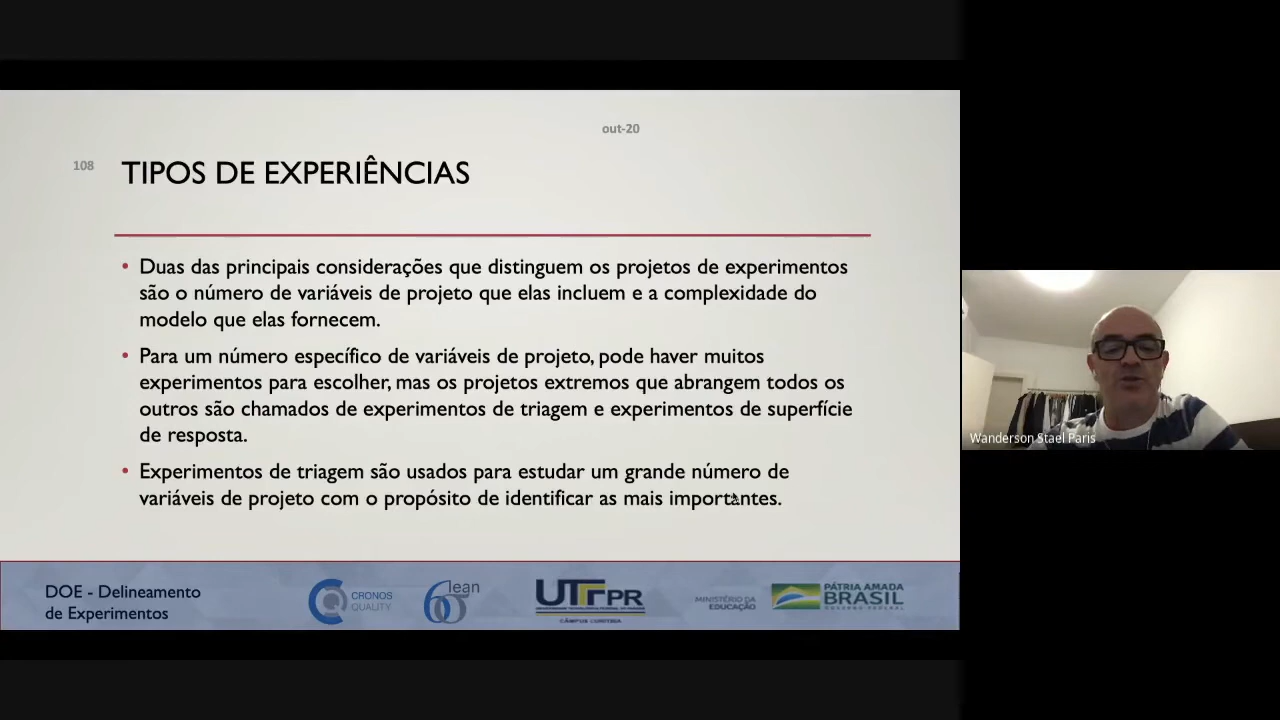 out-20
108
TIPOS DE EXPERIÊNCIAS
• Duas das principais considerações que distinguem os projetos de experimentos
são o número de variáveis de projeto que elas incluem e a complexidade do
modelo que elas fornecem.
• Para um número específico de variáveis de projeto, pode haver muitos
experimentos para escolher, mas os projetos extremos que abrangem todos os
outros são chamados de experimentos de triagem e experimentos de superfície
de resposta.
• Experimentos de triagem são usados para estudar um grande número de
variáveis de projeto com o propósito de identificar as mais importantes.
Wanderson Stael Paris
DOE - Delineamento
de Experimentos
CRONOS
QUALITY
lean
6σ
UTFPR
CÂMPUS CURITIBA
MINISTÉRIO DA
EDUCAÇÃO
PÁTRIA AMADA
BRASIL
GOVERNO FEDERAL